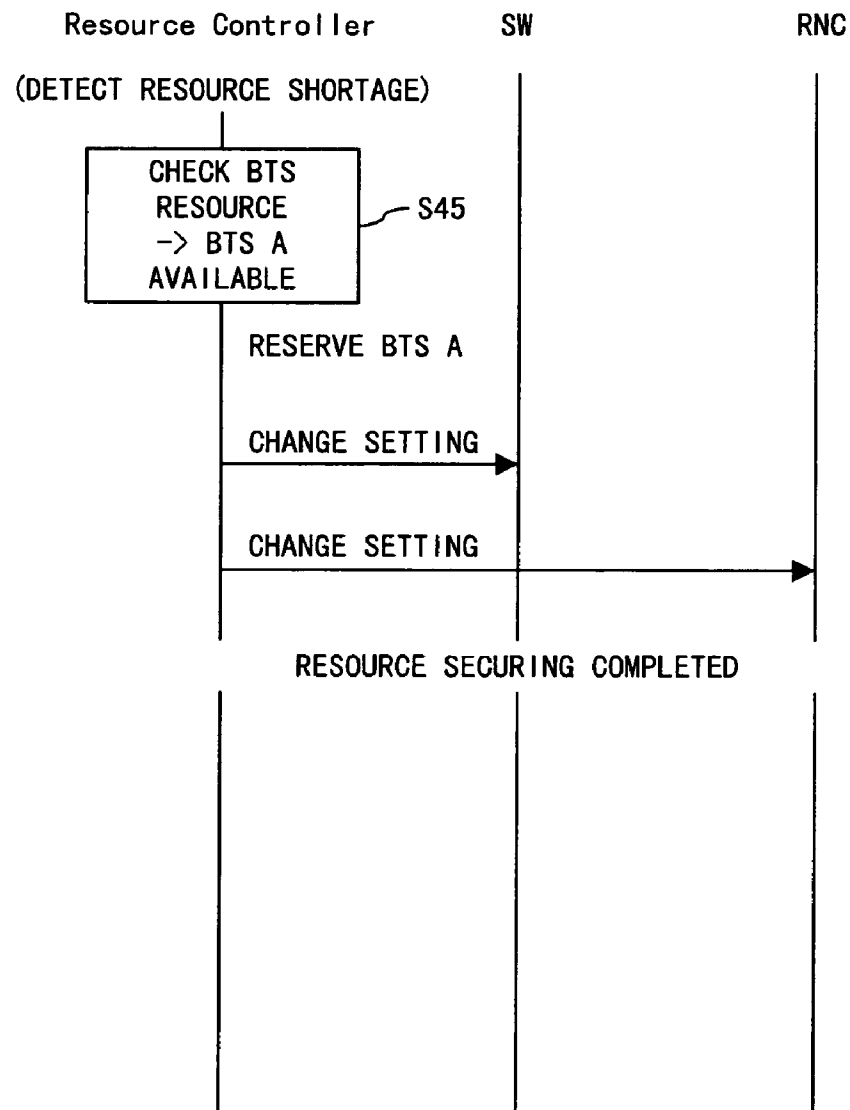 Resource Controller SW RNC
(DETECT RESOURCE SHORTAGE)
CHECK BTS
RESOURCE
-> BTS A
AVAILABLE
S45
RESERVE BTS A
CHANGE SETTING
CHANGE SETTING
RESOURCE SECURING COMPLETED